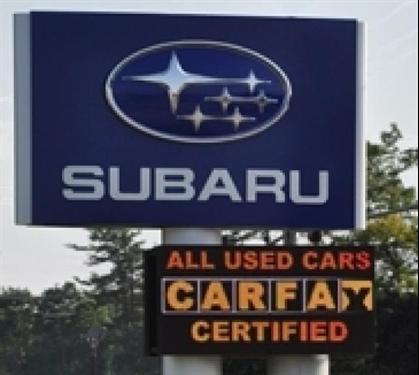 SUBARU
ALL USED CARS
CARFAX
CERTIFIED